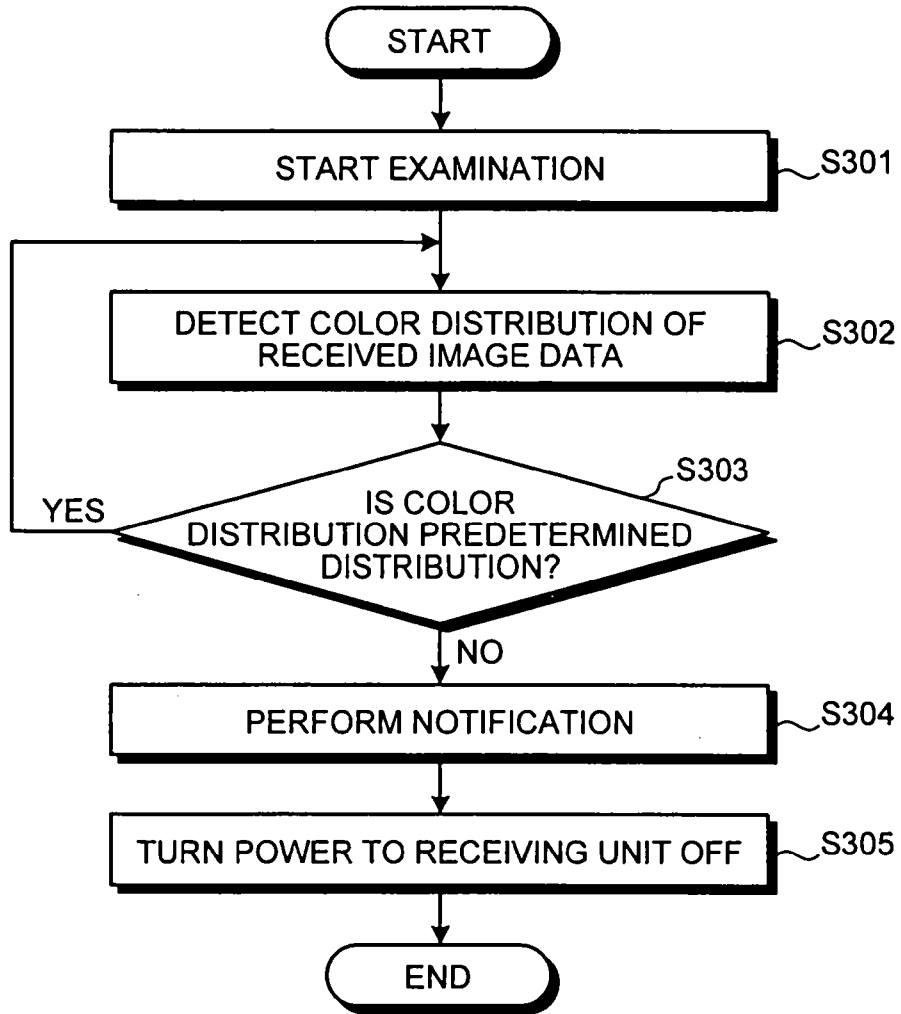 START
START EXAMINATION
S301
DETECT COLOR DISTRIBUTION OF
RECEIVED IMAGE DATA
S302
S303
YES
IS COLOR
DISTRIBUTION PREDETERMINED
DISTRIBUTION?
NO
PERFORM NOTIFICATION
S304
TURN POWER TO RECEIVING UNIT OFF
S305
END